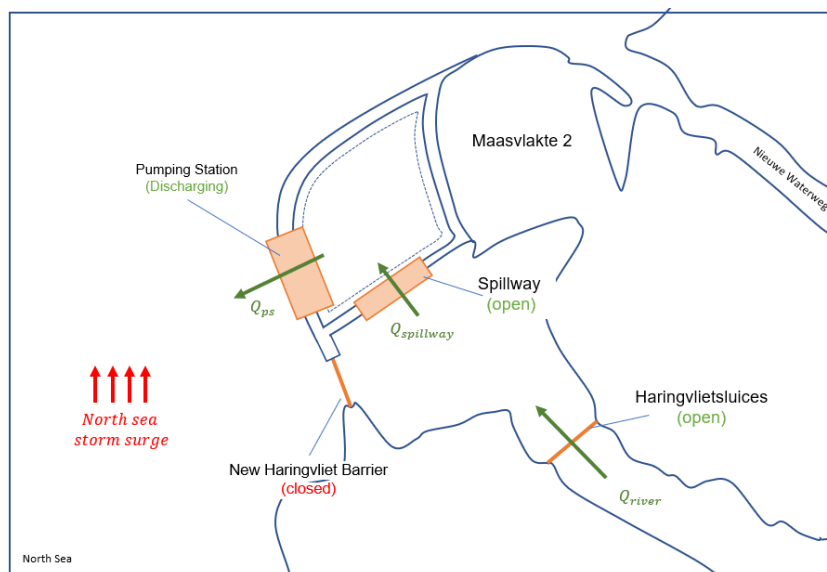 Maasvlakte 2
Nieuwe Waterweg
Pumping Station
(Discharging)
Q_ps
Spillway
(open)
Q_spillway
North sea
storm surge
Haringvlietsluices
(open)
New Haringvliet Barrier
(closed)
Q_river
North Sea